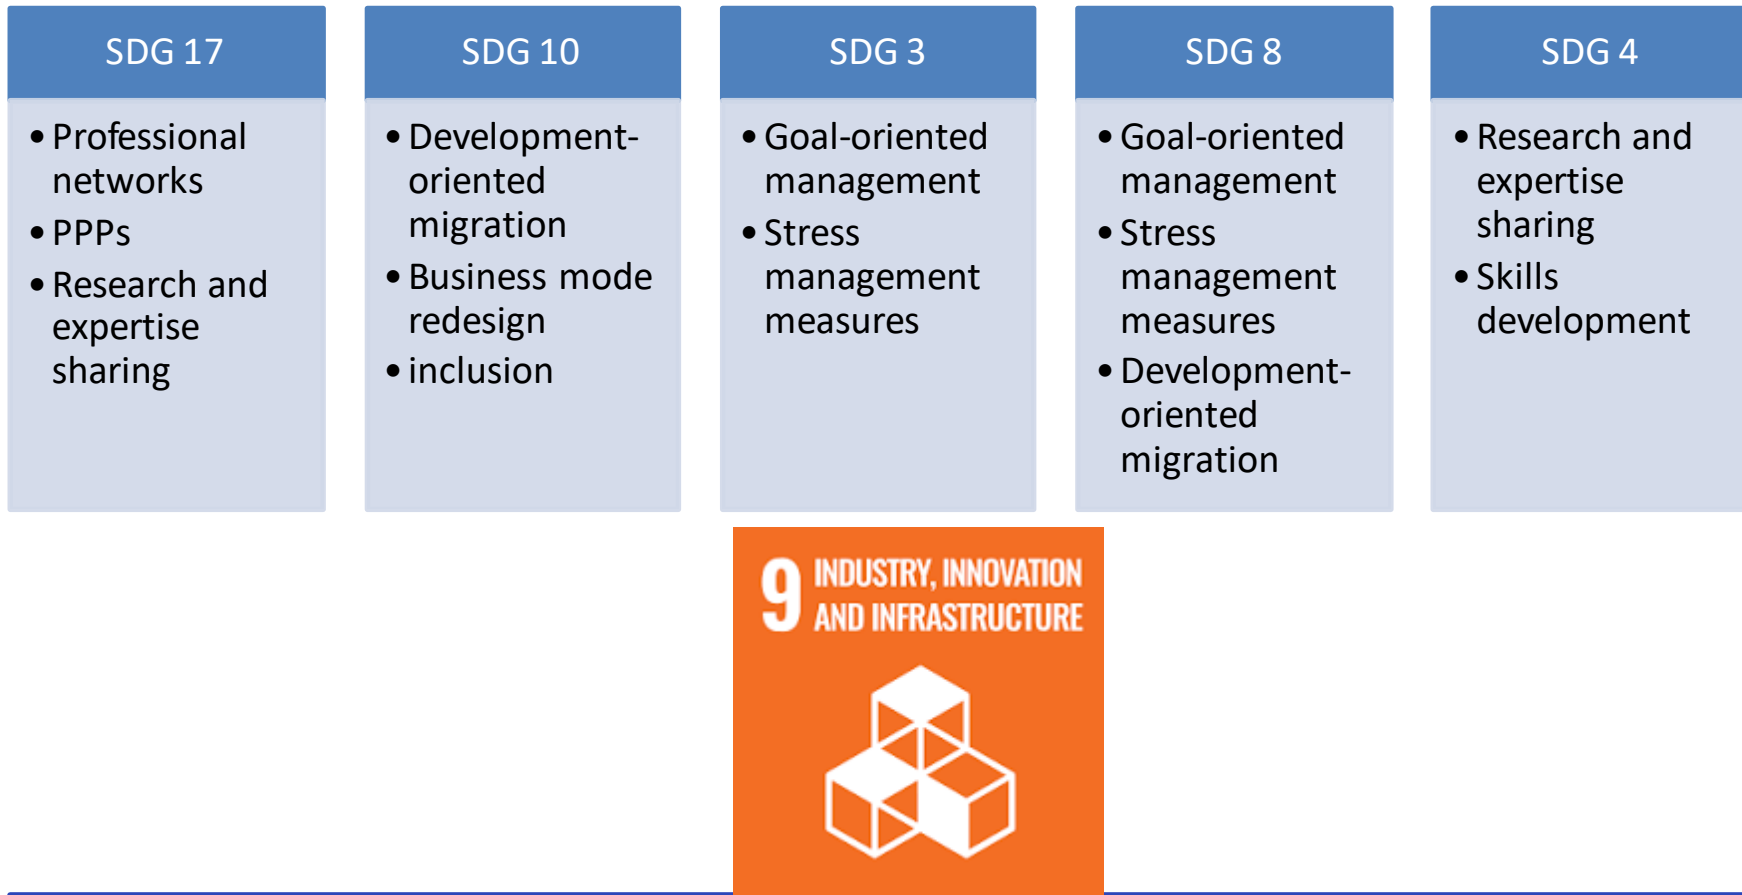 SDG 17
• Professional
networks
• PPPs
• Research and
expertise
sharing
SDG 10
• Development-
oriented
migration
• Business mode
redesign
• inclusion
SDG 3
• Goal-oriented
management
• Stress
management
measures
SDG 8
• Goal-oriented
management
• Stress
management
measures
• Development-
oriented
migration
SDG 4
• Research and
expertise
sharing
• Skills
development
9 INDUSTRY, INNOVATION
AND INFRASTRUCTURE